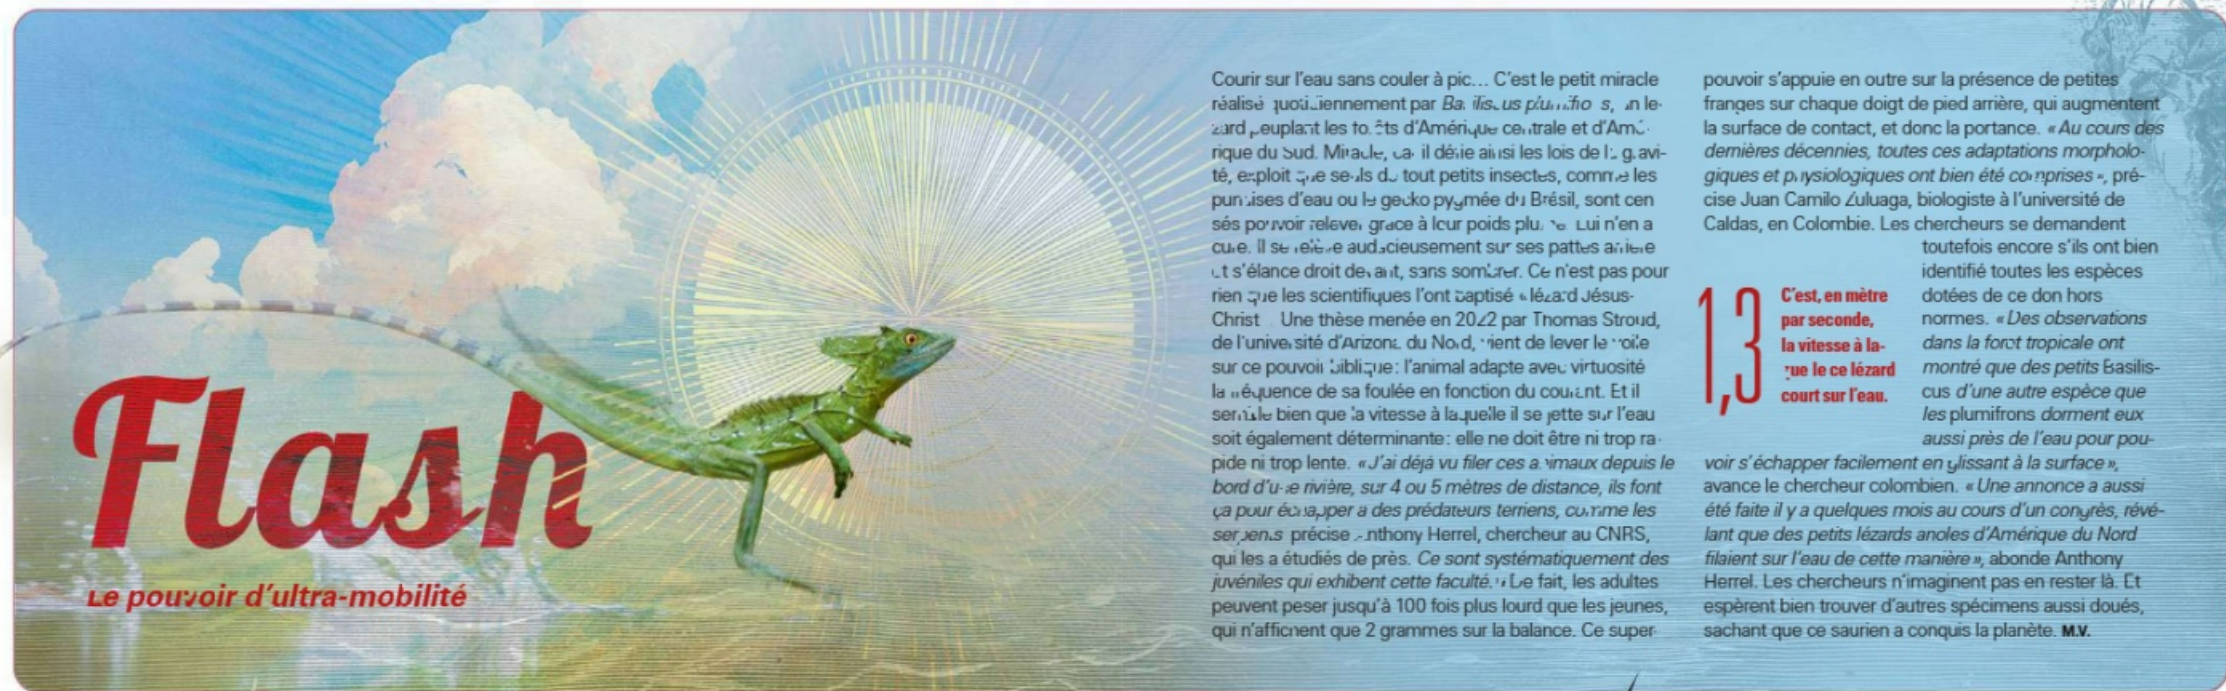 Flash
Le pouvoir d'ultra-mobilité
Courir sur l'eau sans couler à pic... C'est le petit miracle
réalisé quotidiennement par Basiliscus plumifrons, un lé-
zard peuplant les forêts d'Amérique centrale et d'Amé-
rique du Sud. Miracle, car il défie ainsi les lois de la gravi-
té, exploit que seuls de tout petits insectes, comme les
punaises d'eau ou le gecko pygmée du Brésil, sont cen
sés pouvoir relever grâce à leur poids plume. Lui n'en a
cure. Il se relève audacieusement sur ses pattes arrière
et s'élance droit devant, sans sombrer. Ce n'est pas pour
rien que les scientifiques l'ont baptisé « lézard Jésus-
Christ Une thèse menée en 2022 par Thomas Stroud,
de l'université d'Arizona du Nord, vient de lever le voile
sur ce pouvoir biblique : l'animal adapte avec virtuosité
la fréquence de sa foulée en fonction du courant. Et il
semble bien que la vitesse à laquelle il se jette sur l'eau
soit également déterminante : elle ne doit être ni trop ra-
pide ni trop lente. « J'ai déjà vu filer ces animaux depuis le
bord d'une rivière, sur 4 ou 5 mètres de distance, ils font
ça pour échapper à des prédateurs terriens, comme les
serpents précise Anthony Herrel, chercheur au CNRS,
qui les a étudiés de près. Ce sont systématiquement des
juvéniles qui exhibent cette faculté. » De fait, les adultes
peuvent peser jusqu'à 100 fois plus lourd que les jeunes,
qui n'affichent que 2 grammes sur la balance. Ce super-
pouvoir s'appuie en outre sur la présence de petites
franges sur chaque doigt de pied arrière, qui augmentent
la surface de contact, et donc la portance. « Au cours des
dernières décennies, toutes ces adaptations morpholo-
giques et physiologiques ont bien été comprises », pré-
cise Juan Camilo Zuluaga, biologiste à l'université de
Caldas, en Colombie. Les chercheurs se demandent
toutefois encore s'ils ont bien
identifié toutes les espèces
dotées de ce don hors
normes. « Des observations
dans la forêt tropicale ont
montré que des petits Basilis-
cus d'une autre espèce que
les plumifrons dorment eux
aussi près de l'eau pour pou-
voir s'échapper facilement en glissant à la surface »,
avance le chercheur colombien. « Une annonce a aussi
été faite il y a quelques mois au cours d'un congrès, révé-
lant que des petits lézards anoles d'Amérique du Nord
filaient sur l'eau de cette manière », abonde Anthony
Herrel. Les chercheurs n'imaginent pas en rester là. Et
espèrent bien trouver d'autres spécimens aussi doués,
sachant que ce saurien a conquis la planète. M.V.
1,3
C'est, en mètre
par seconde,
la vitesse à la-
quelle ce lézard
court sur l'eau.